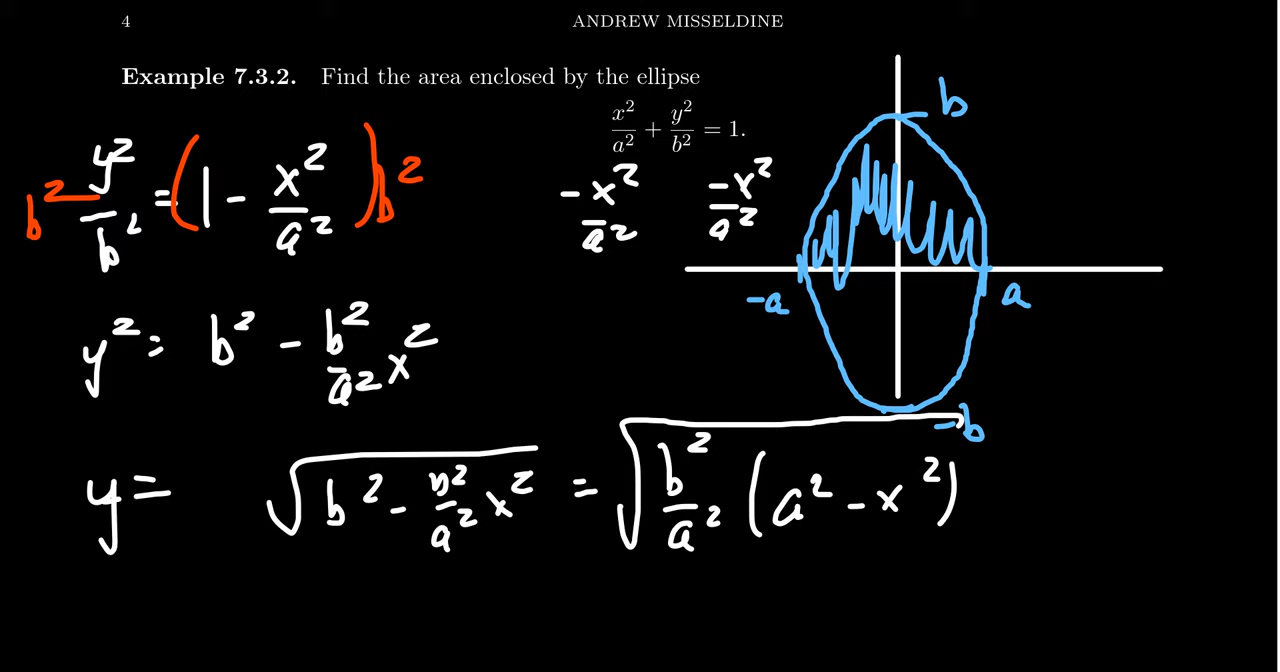 4 ANDREW MISSELDINE
Example 7.3.2. Find the area enclosed by the ellipse
x²/a² + y²/b² = 1.
b² y²/b² = (1 - x²/a²) b²
-x²/a² -x²/a²
b
-a a
-b
y² = b² - b²/a² x²
y = √(b² - b²/a² x²) = √(b²/a² (a² - x²))